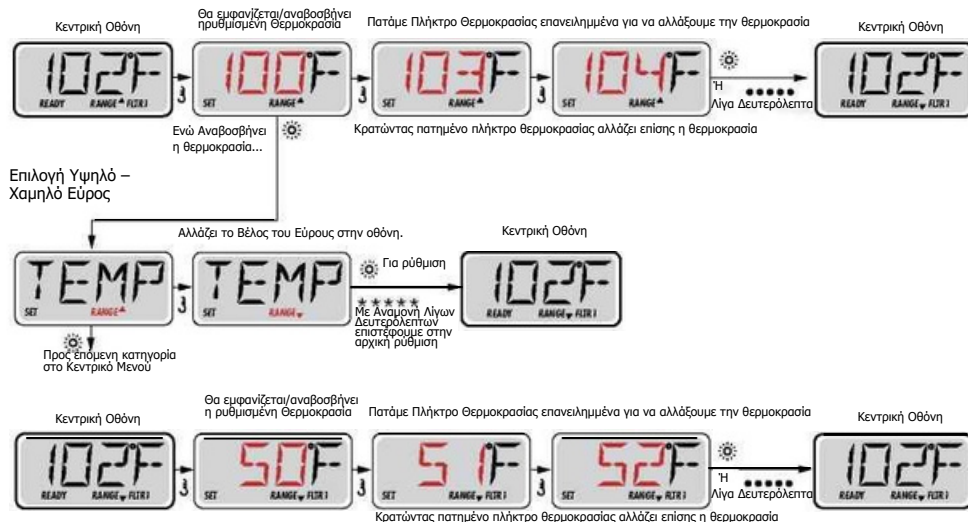 Κεντρική Οθόνη
Θα εμφανίζεται/αναβοσβήνει
ηρυθμισμένη Θερμοκρασία
Πατάμε Πλήκτρο Θερμοκρασίας επανειλημμένα για να αλλάξουμε την θερμοκρασία
Κεντρική Οθόνη
102°F
READY RANGE FLTR1
100°F
SET RANGE
103°F
SET RANGE
104°F
SET RANGE
Ή
Λίγα Δευτερόλεπτα
102°F
READY RANGE FLTR1
Ενώ Αναβοσβήνει
η θερμοκρασία...
Κρατώντας πατημένο πλήκτρο θερμοκρασίας αλλάζει επίσης η θερμοκρασία
Επιλογή Υψηλό –
Χαμηλό Εύρος
Αλλάζει το Βέλος του Εύρους στην οθόνη.
Κεντρική Οθόνη
TEMP
SET RANGE
TEMP
SET RANGE
Για ρύθμιση
Με Αναμονή Λίγων
Δευτερόλεπτων
επιστέφουμε στην
αρχική ρύθμιση
102°F
READY RANGE FLTR1
Προς επόμενη κατηγορία
στο Κεντρικό Μενού
Κεντρική Οθόνη
Θα εμφανίζεται/αναβοσβήνει
η ρυθμισμένη Θερμοκρασία
Πατάμε Πλήκτρο Θερμοκρασίας επανειλημμένα για να αλλάξουμε την θερμοκρασία
Κεντρική Οθόνη
102°F
READY RANGE FLTR1
50°F
SET RANGE FLTR1
51°F
SET RANGE FLTR1
52°F
SET RANGE FLTR1
Ή
Λίγα Δευτερόλεπτα
102°F
READY RANGE FLTR1
Κρατώντας πατημένο πλήκτρο θερμοκρασίας αλλάζει επίσης η θερμοκρασία